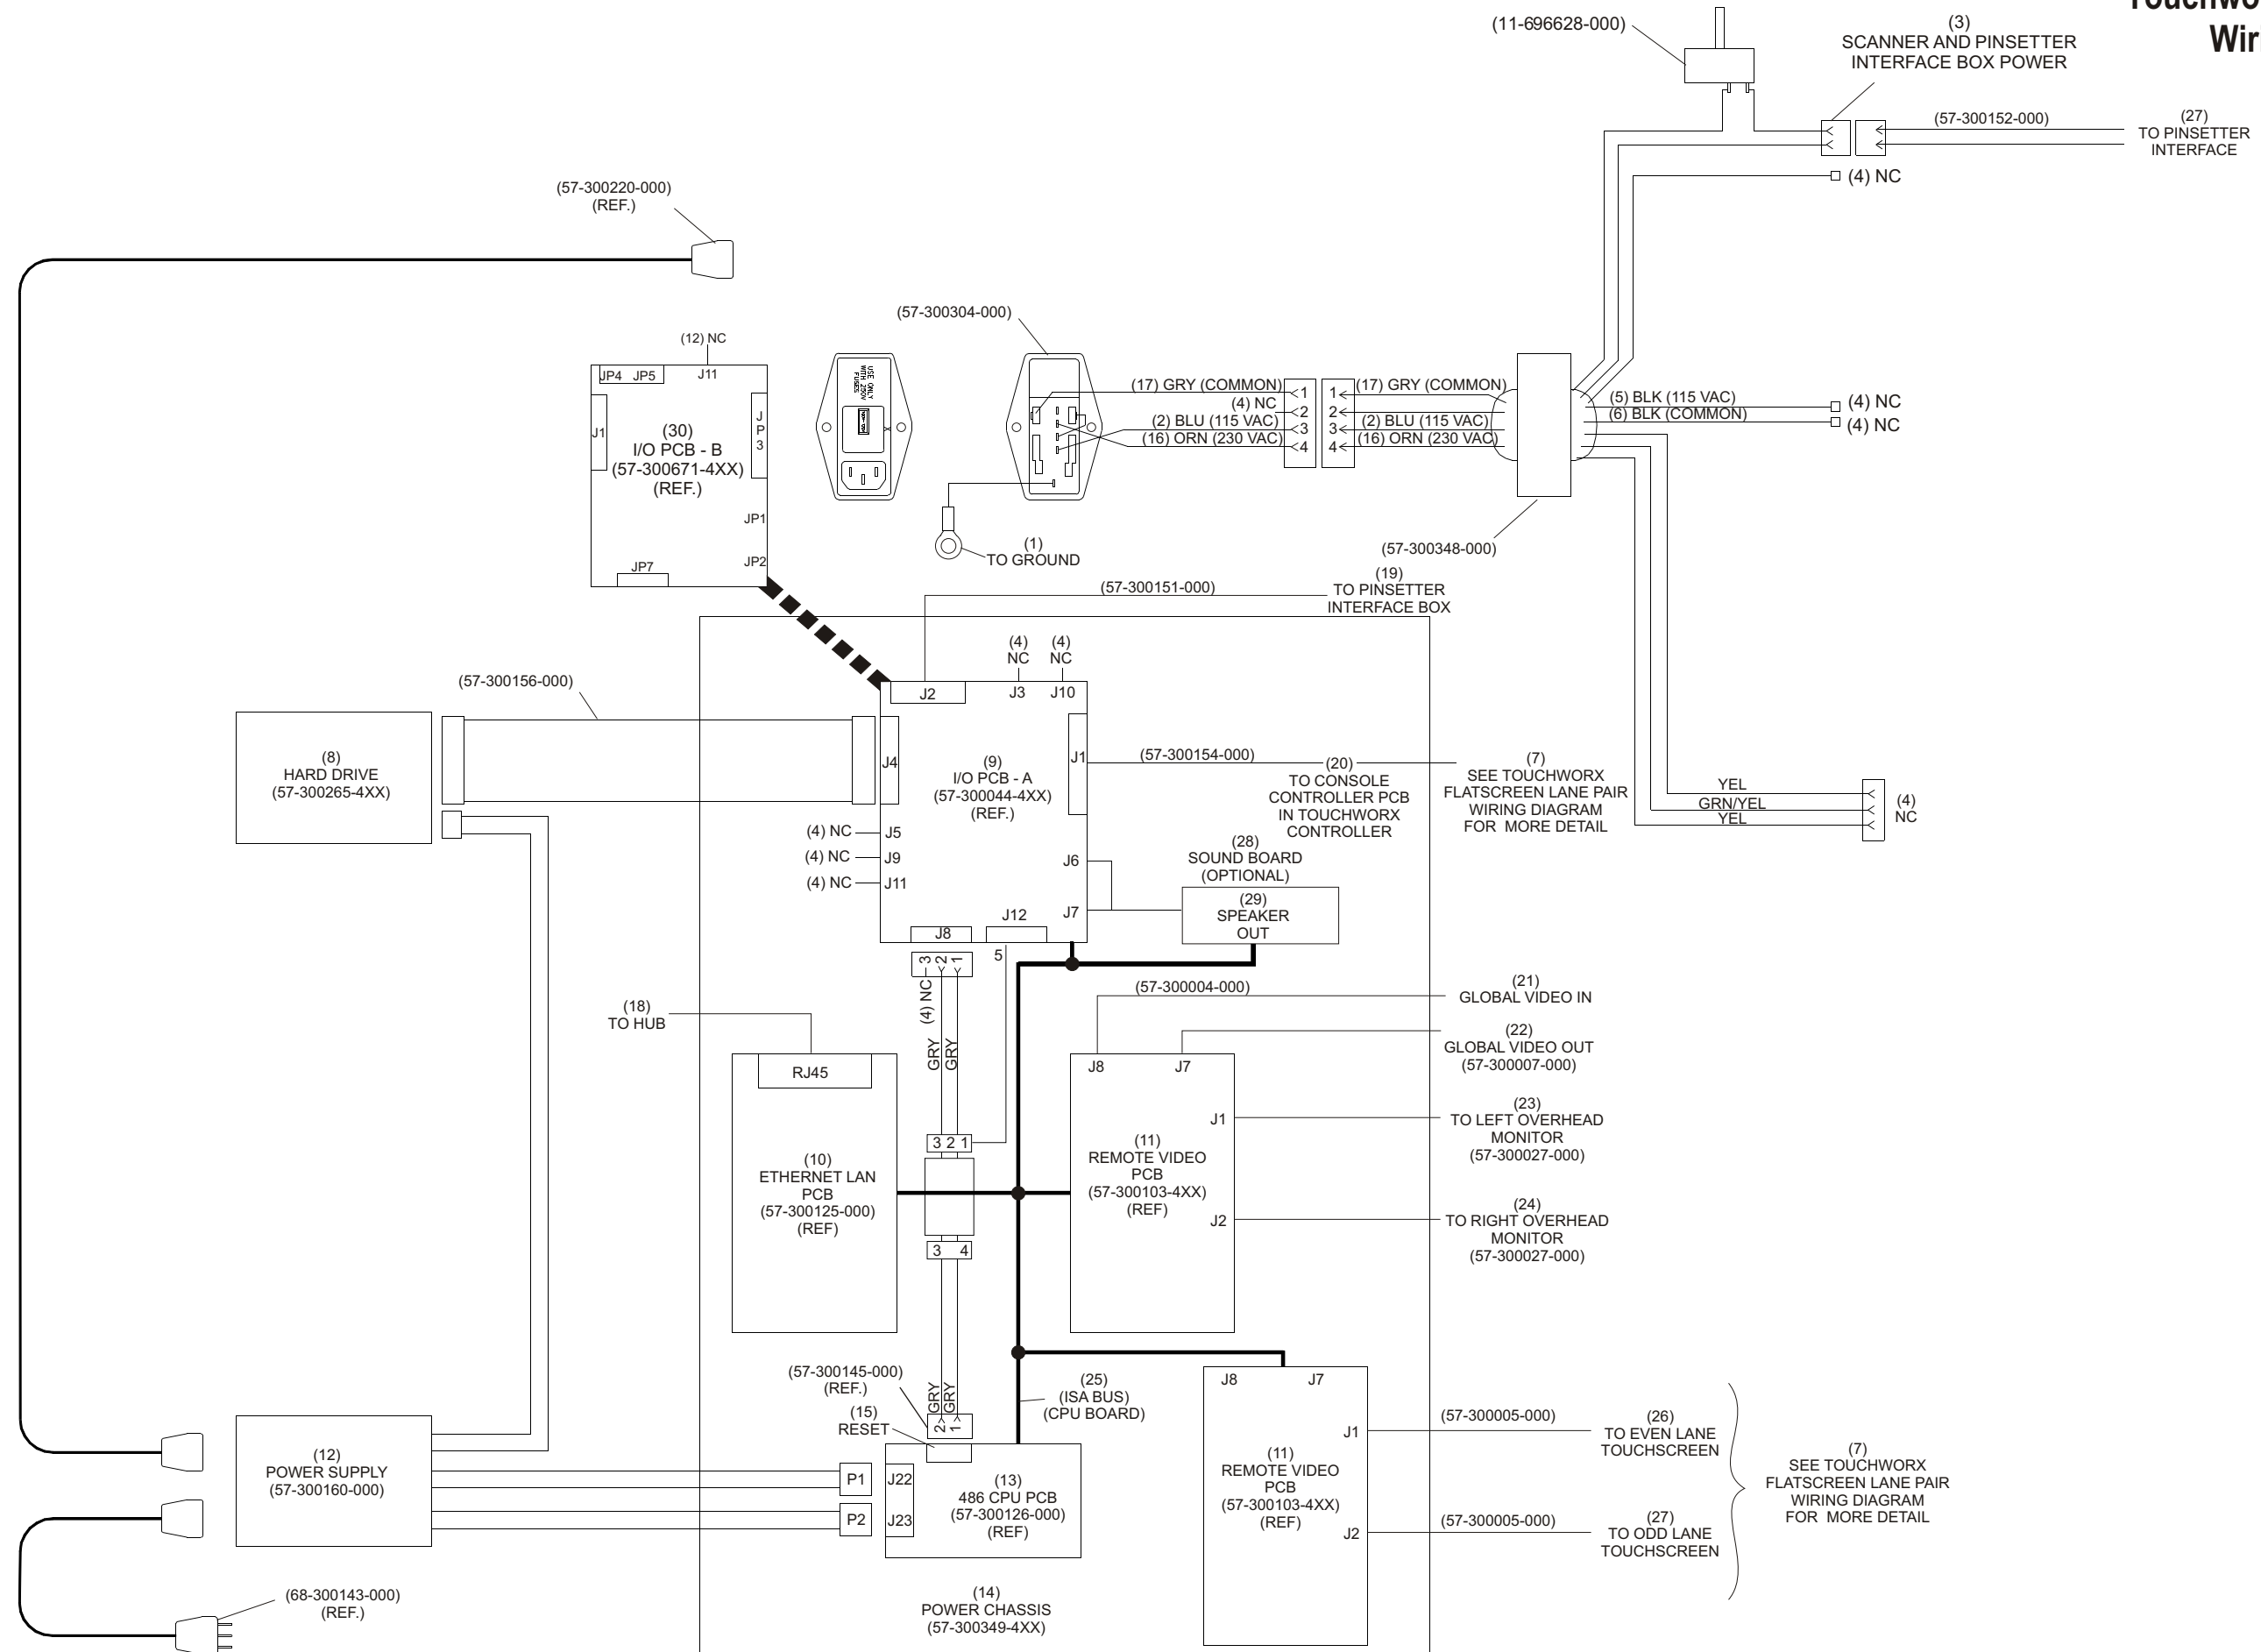 Wir
(11-696628-000)
(3)
SCANNER AND PINSETTER
INTERFACE BOX POWER
(57-300152-000)
(27)
TO PINSETTER
INTERFACE
(4) NC
(57-300220-000)
(REF.)
(57-300304-000)
(12) NC
JP4 JP5
J11
J1
J
P
3
(30)
I/O PCB - B
(57-300671-4XX)
(REF.)
JP1
JP2
JP7
USE ONLY
WITH 250V
FUSES
(17) GRY (COMMON)
(4) NC
(2) BLU (115 VAC)
(16) ORN (230 VAC)
1
2
3
4
1
2
3
4
(17) GRY (COMMON)
(2) BLU (115 VAC)
(16) ORN (230 VAC)
(5) BLK (115 VAC)
(6) BLK (COMMON)
(4) NC
(4) NC
(1)
TO GROUND
(57-300348-000)
(57-300151-000)
(19)
TO PINSETTER
INTERFACE BOX
(4)
NC
(4)
NC
(57-300156-000)
J2
J3
J10
(8)
HARD DRIVE
(57-300265-4XX)
J4
(9)
I/O PCB - A
(57-300044-4XX)
(REF.)
J1
(57-300154-000)
(20)
TO CONSOLE
CONTROLLER PCB
IN TOUCHWORX
CONTROLLER
(7)
SEE TOUCHWORX
FLATSCREEN LANE PAIR
WIRING DIAGRAM
FOR MORE DETAIL
YEL
GRN/YEL
YEL
(4)
NC
(4) NC
J5
(4) NC
J9
(4) NC
J11
J6
J7
(28)
SOUND BOARD
(OPTIONAL)
(29)
SPEAKER
OUT
J12
J8
5
3
2
1
(4) NC
GRY
GRY
(18)
TO HUB
(57-300004-000)
(21)
GLOBAL VIDEO IN
(22)
GLOBAL VIDEO OUT
(57-300007-000)
RJ45
J8
J7
J1
(23)
TO LEFT OVERHEAD
MONITOR
(57-300027-000)
3 2 1
(10)
ETHERNET LAN
PCB
(57-300125-000)
(REF)
(11)
REMOTE VIDEO
PCB
(57-300103-4XX)
(REF)
J2
(24)
TO RIGHT OVERHEAD
MONITOR
(57-300027-000)
3 4
(57-300145-000)
(REF.)
GRY
GRY
(15)
RESET
2
1
(25)
(ISA BUS)
(CPU BOARD)
J8
J7
(57-300005-000)
J1
(26)
TO EVEN LANE
TOUCHSCREEN
(11)
REMOTE VIDEO
PCB
(57-300103-4XX)
(REF)
(7)
SEE TOUCHWORX
FLATSCREEN LANE PAIR
WIRING DIAGRAM
FOR MORE DETAIL
(12)
POWER SUPPLY
(57-300160-000)
P1
J22
P2
J23
(13)
486 CPU PCB
(57-300126-000)
(REF)
J2
(57-300005-000)
(27)
TO ODD LANE
TOUCHSCREEN
(68-300143-000)
(REF.)
(14)
POWER CHASSIS
(57-300349-4XX)